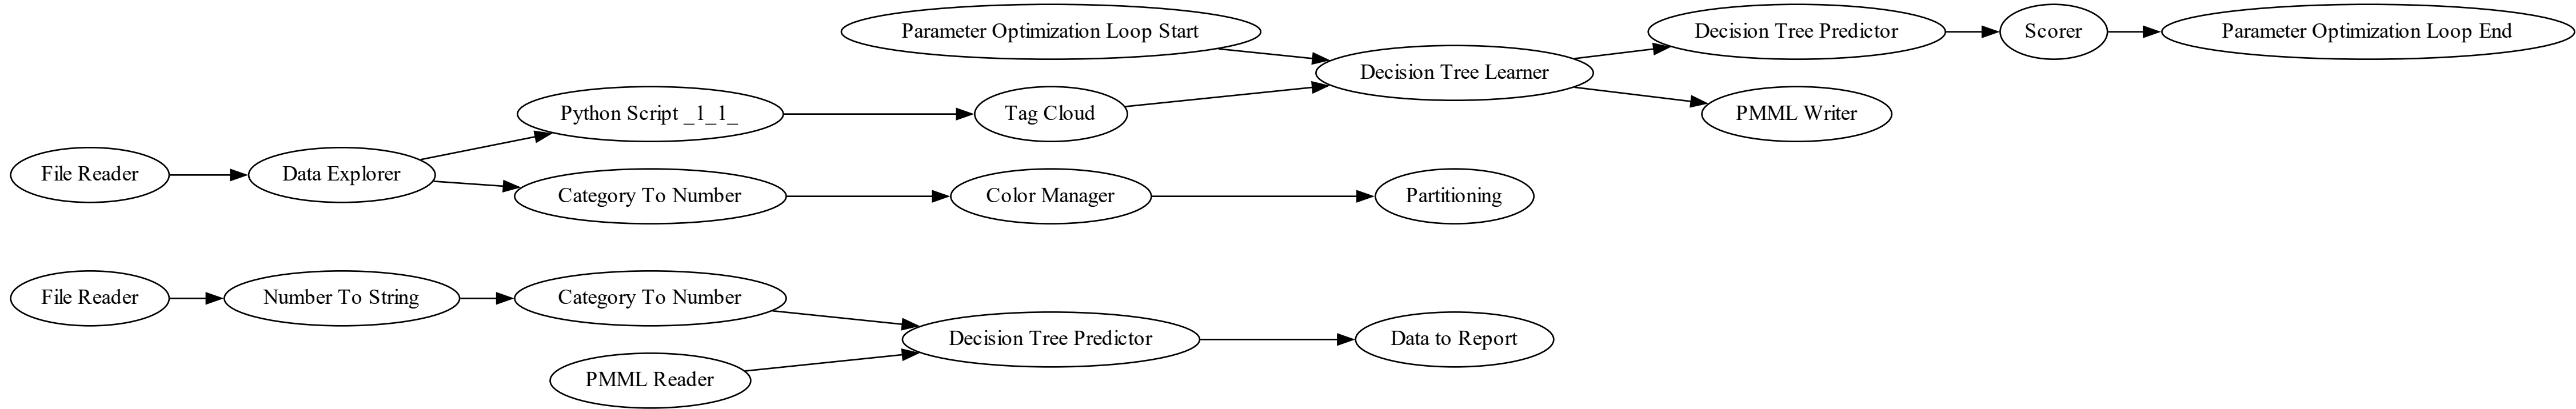 Parameter Optimization Loop Start
Decision Tree Predictor
Scorer
Parameter Optimization Loop End
Decision Tree Learner
Python Script _1_1_
Tag Cloud
PMML Writer
File Reader
Data Explorer
Category To Number
Color Manager
Partitioning
File Reader
Number To String
Category To Number
Decision Tree Predictor
Data to Report
PMML Reader